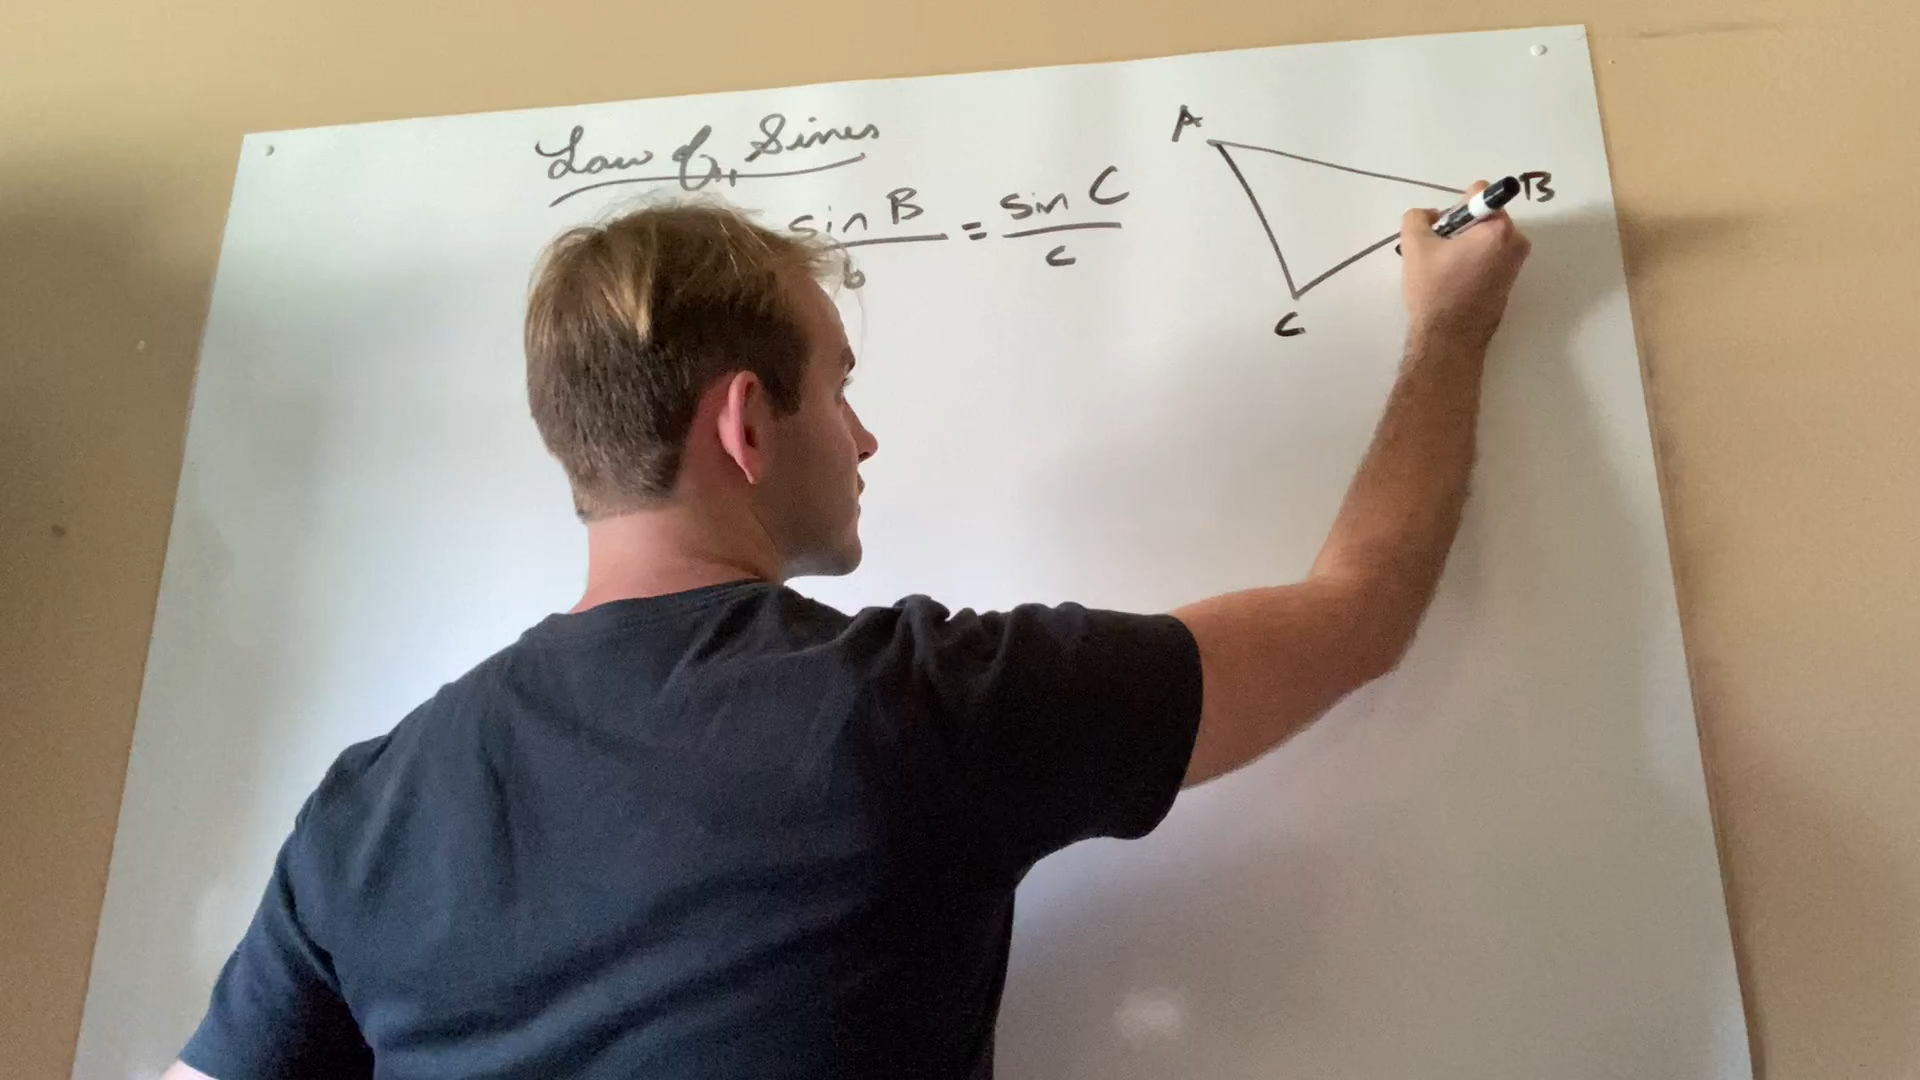 Law of Sines
sin B = sin C
b c
A
B
C